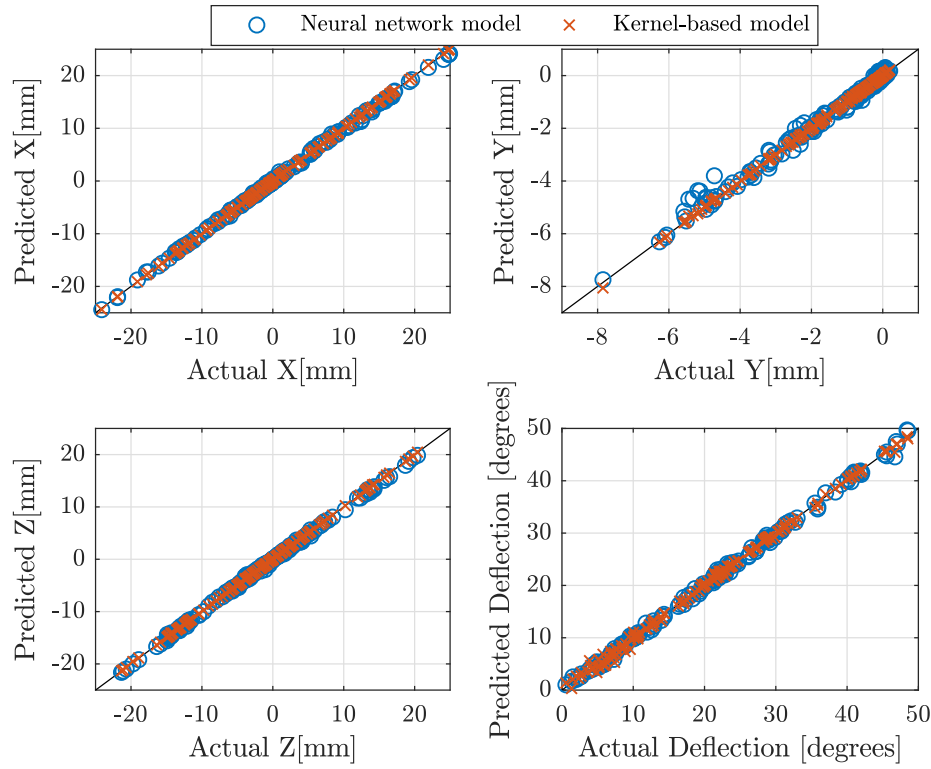 Neural network model Kernel-based model
Predicted X[mm]
20
10
0
-10
-20
-20 -10 0 10 20
Actual X[mm]
Predicted Y[mm]
0
-2
-4
-6
-8
-8 -6 -4 -2 0
Actual Y[mm]
Predicted Z[mm]
20
10
0
-10
-20
-20 -10 0 10 20
Actual Z[mm]
Predicted Deflection [degrees]
50
40
30
20
10
0
0 10 20 30 40 50
Actual Deflection [degrees]